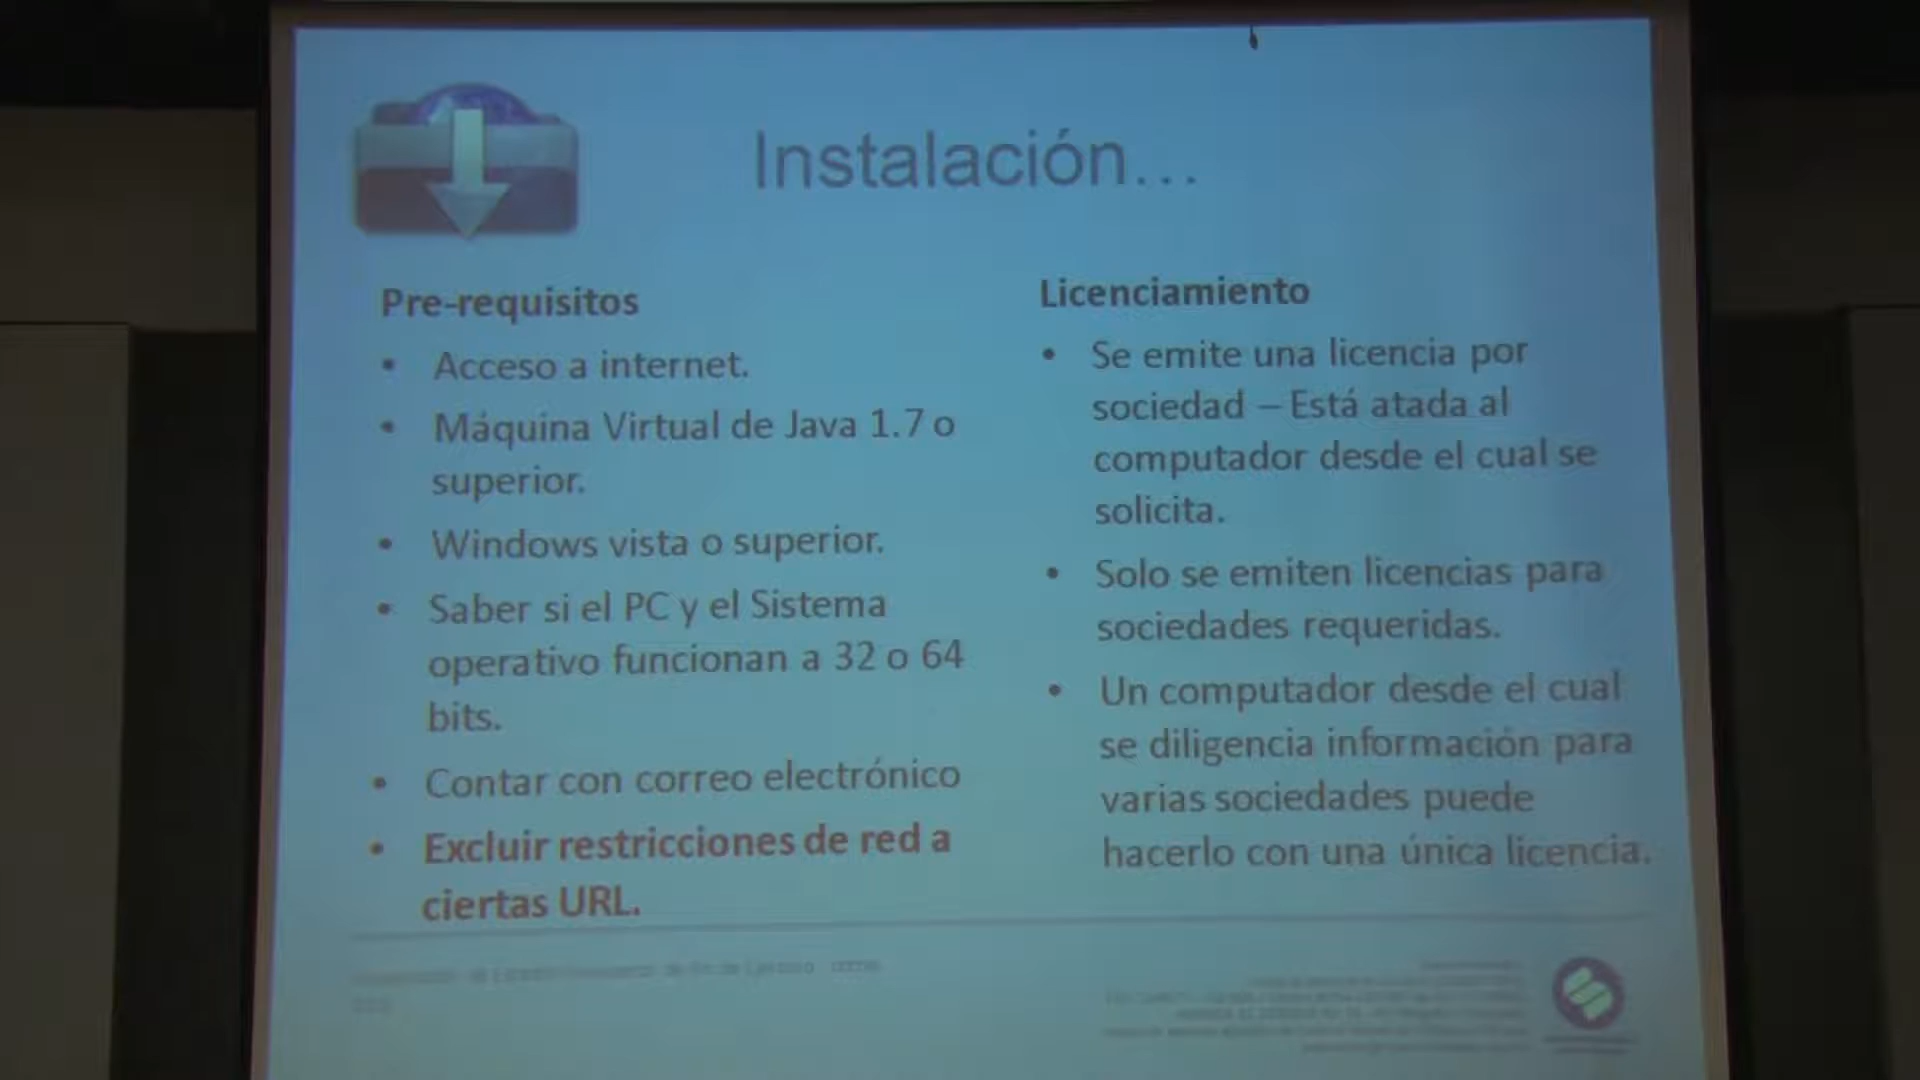 Instalación...
Pre-requisitos
• Acceso a internet.
• Máquina Virtual de Java 1.7 o
superior.
• Windows vista o superior.
• Saber si el PC y el Sistema
operativo funcionan a 32 o 64
bits.
• Contar con correo electrónico
• Excluir restricciones de red a
ciertas URL.
Licenciamiento
• Se emite una licencia por
sociedad – Está atada al
computador desde el cual se
solicita.
• Solo se emiten licencias para
sociedades requeridas.
• Un computador desde el cual
se diligencia información para
varias sociedades puede
hacerlo con una única licencia.